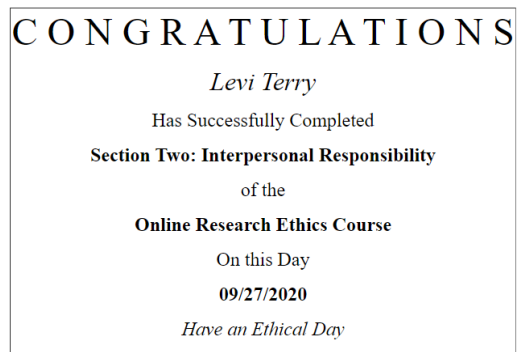 CONGRATULATIONS
Levi Terry
Has Successfully Completed
Section Two: Interpersonal Responsibility
of the
Online Research Ethics Course
On this Day
09/27/2020
Have an Ethical Day